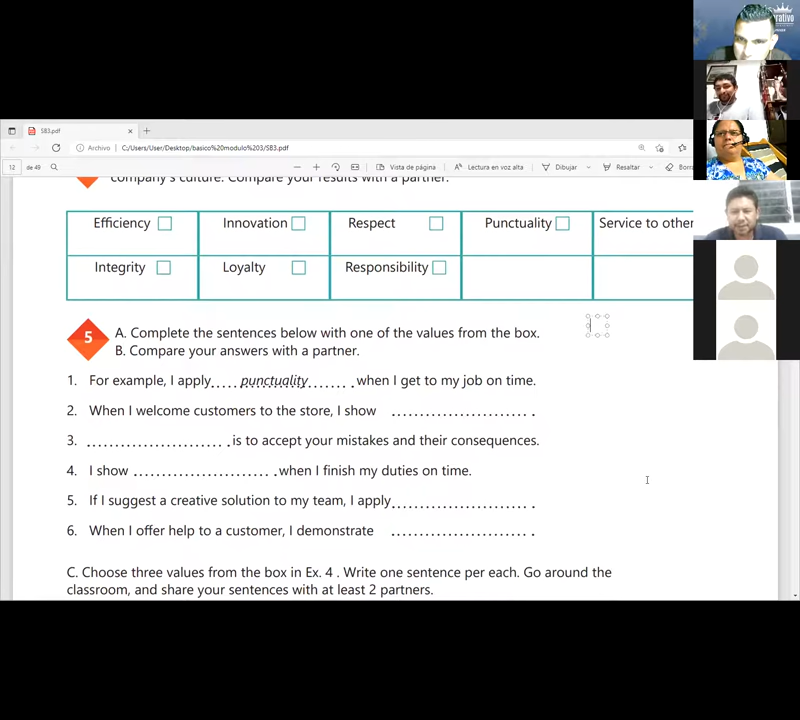 SB3.pdf
Archivo C:/Users/User/Desktop/basico%20modulo%203/SB3.pdf
12 de 49 Vista de página Lectura en voz alta Dibujar Resaltar Borra
company's culture. Compare your results with a partner.
Efficiency Innovation Respect Punctuality Service to other
Integrity Loyalty Responsibility
5 A. Complete the sentences below with one of the values from the box.
B. Compare your answers with a partner.
1. For example, I apply.....punctuality.......when I get to my job on time.
2. When I welcome customers to the store, I show ........................ .
3. ........................ .is to accept your mistakes and their consequences.
4. I show ........................ .when I finish my duties on time.
5. If I suggest a creative solution to my team, I apply........................ .
6. When I offer help to a customer, I demonstrate ........................ .
C. Choose three values from the box in Ex. 4 . Write one sentence per each. Go around the
classroom, and share your sentences with at least 2 partners.